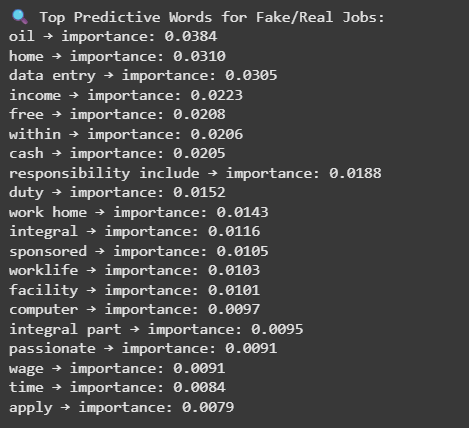 🔍 Top Predictive Words for Fake/Real Jobs:
oil → importance: 0.0384
home → importance: 0.0310
data entry → importance: 0.0305
income → importance: 0.0223
free → importance: 0.0208
within → importance: 0.0206
cash → importance: 0.0205
responsibility include → importance: 0.0188
duty → importance: 0.0152
work home → importance: 0.0143
integral → importance: 0.0116
sponsored → importance: 0.0105
worklife → importance: 0.0103
facility → importance: 0.0101
computer → importance: 0.0097
integral part → importance: 0.0095
passionate → importance: 0.0091
wage → importance: 0.0091
time → importance: 0.0084
apply → importance: 0.0079